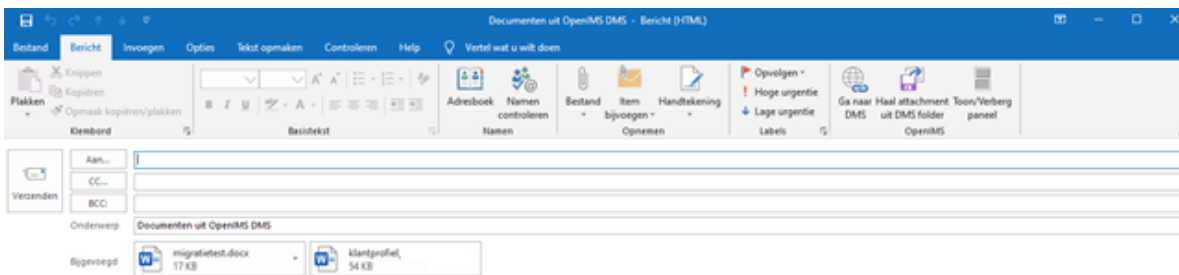 Documenten uit OpenIMS DMS - Bericht (HTML)
Bestand Bericht Invoegen Opties Tekst opmaken Controleren Help Vertel wat u wilt doen
Plakken
Knippen
Kopiëren
Opmaak kopiëren/plakken
Klembord
B I U
Basistekst
Adresboek
Namen controleren
Namen
Bestand
Item bijvoegen
Handtekening
Opnemen
Opvolgen
Hoge urgentie
Lage urgentie
Labels
Ga naar DMS
Haal attachment uit DMS folder
Toon/Verberg paneel
OpenIMS
Verzenden
Aan...
CC...
BCC:
Onderwerp Documenten uit OpenIMS DMS
Bijgevoegd
migratietest.docx
17 KB
klantprofiel
54 KB